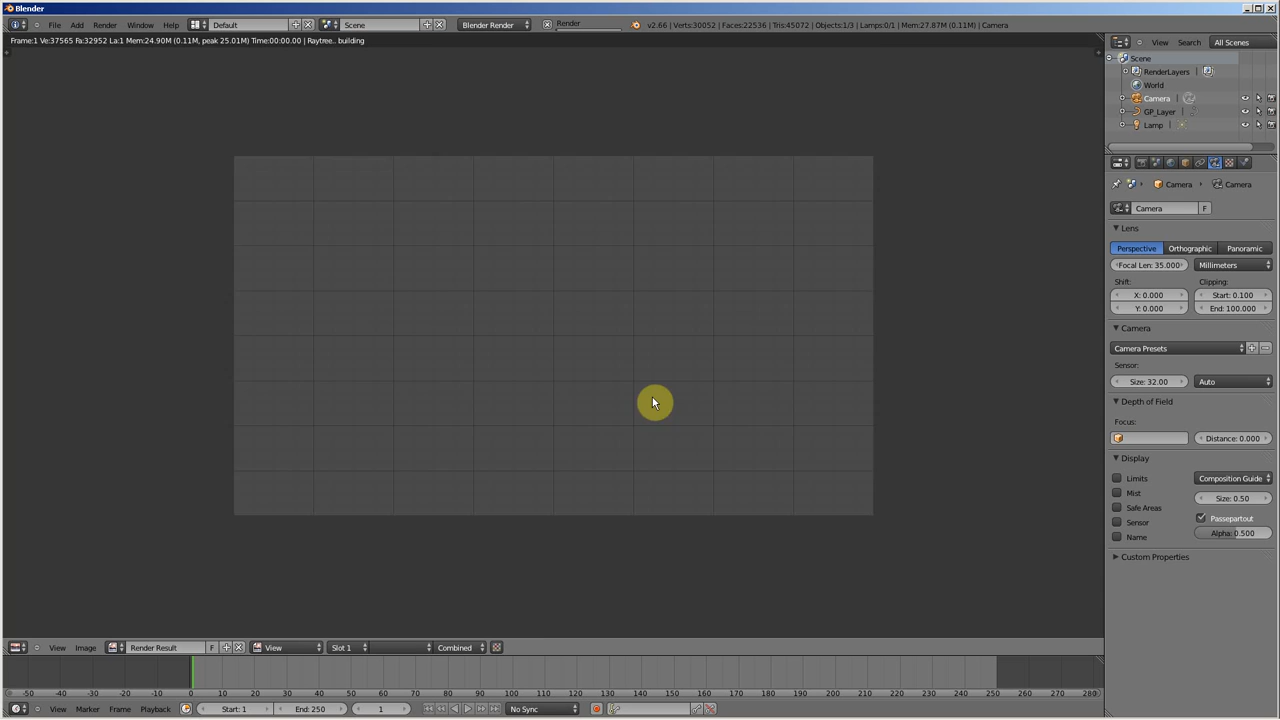 Blender
File Add Render Window Help Default Scene Blender Render Render v2.66 | Verts:30052 | Faces:22536 | Tris:45072 | Objects:1/3 | Lamps:0/1 | Mem:27.87M (0.11M) | Camera
Frame:1 Ve:37565 Fa:32952 La:1 Mem:24.90M (0.11M, peak 25.01M) Time:00:00.00 | Raytree.. building
View Search All Scenes
Scene
RenderLayers
World
Camera
GP_Layer
Lamp
Camera Camera
Camera F
Lens
Perspective Orthographic Panoramic
Focal Len: 35.000 Millimeters
Shift: Clipping:
X: 0.000 Start: 0.100
Y: 0.000 End: 100.000
Camera
Camera Presets
Sensor:
Size: 32.00 Auto
Depth of Field
Focus:
Distance: 0.000
Display
Limits Composition Guide
Mist Size: 0.50
Safe Areas Passepartout
Sensor Alpha: 0.500
Name
Custom Properties
View Image Render Result F View Slot 1 Combined
-50 -40 -30 -20 -10 0 10 20 30 40 50 60 70 80 90 100 110 120 130 140 150 160 170 180 190 200 210 220 230 240 250 260 270 280
View Marker Frame Playback Start: 1 End: 250 1 No Sync